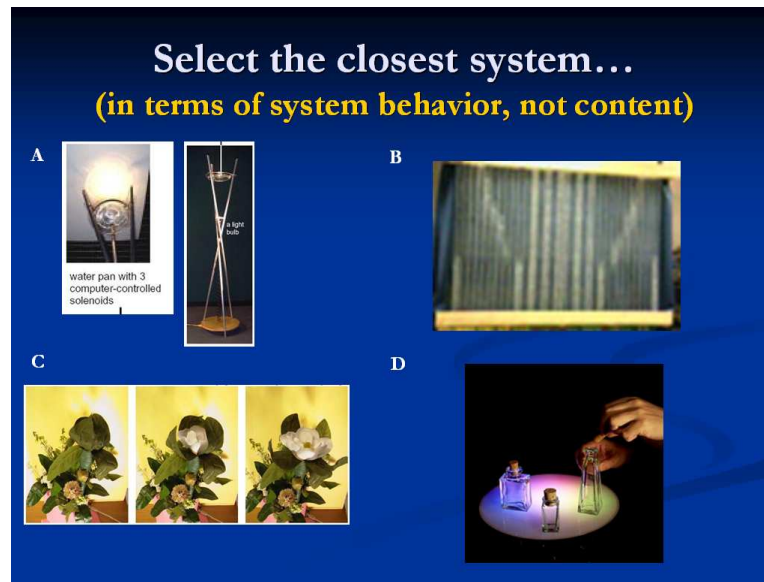 Select the closest system…
(in terms of system behavior, not content)
A
B
a light
bulb
water pan with 3
computer-controlled
solenoids
C
D